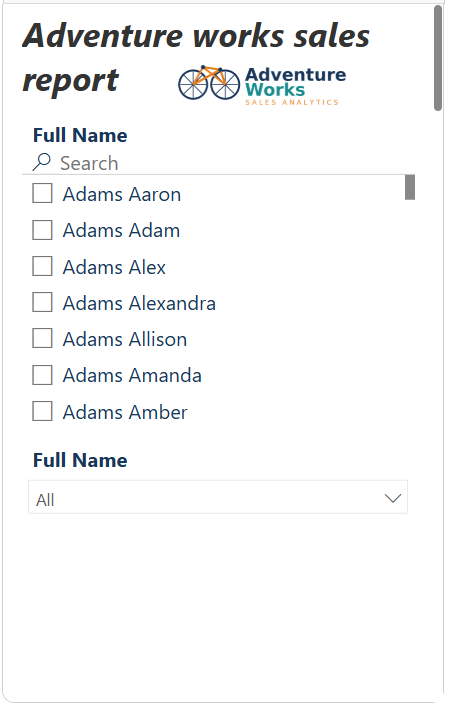 Adventure works sales
report
Adventure
Works
SALES ANALYTICS
Full Name
Search
Adams Aaron
Adams Adam
Adams Alex
Adams Alexandra
Adams Allison
Adams Amanda
Adams Amber
Full Name
All